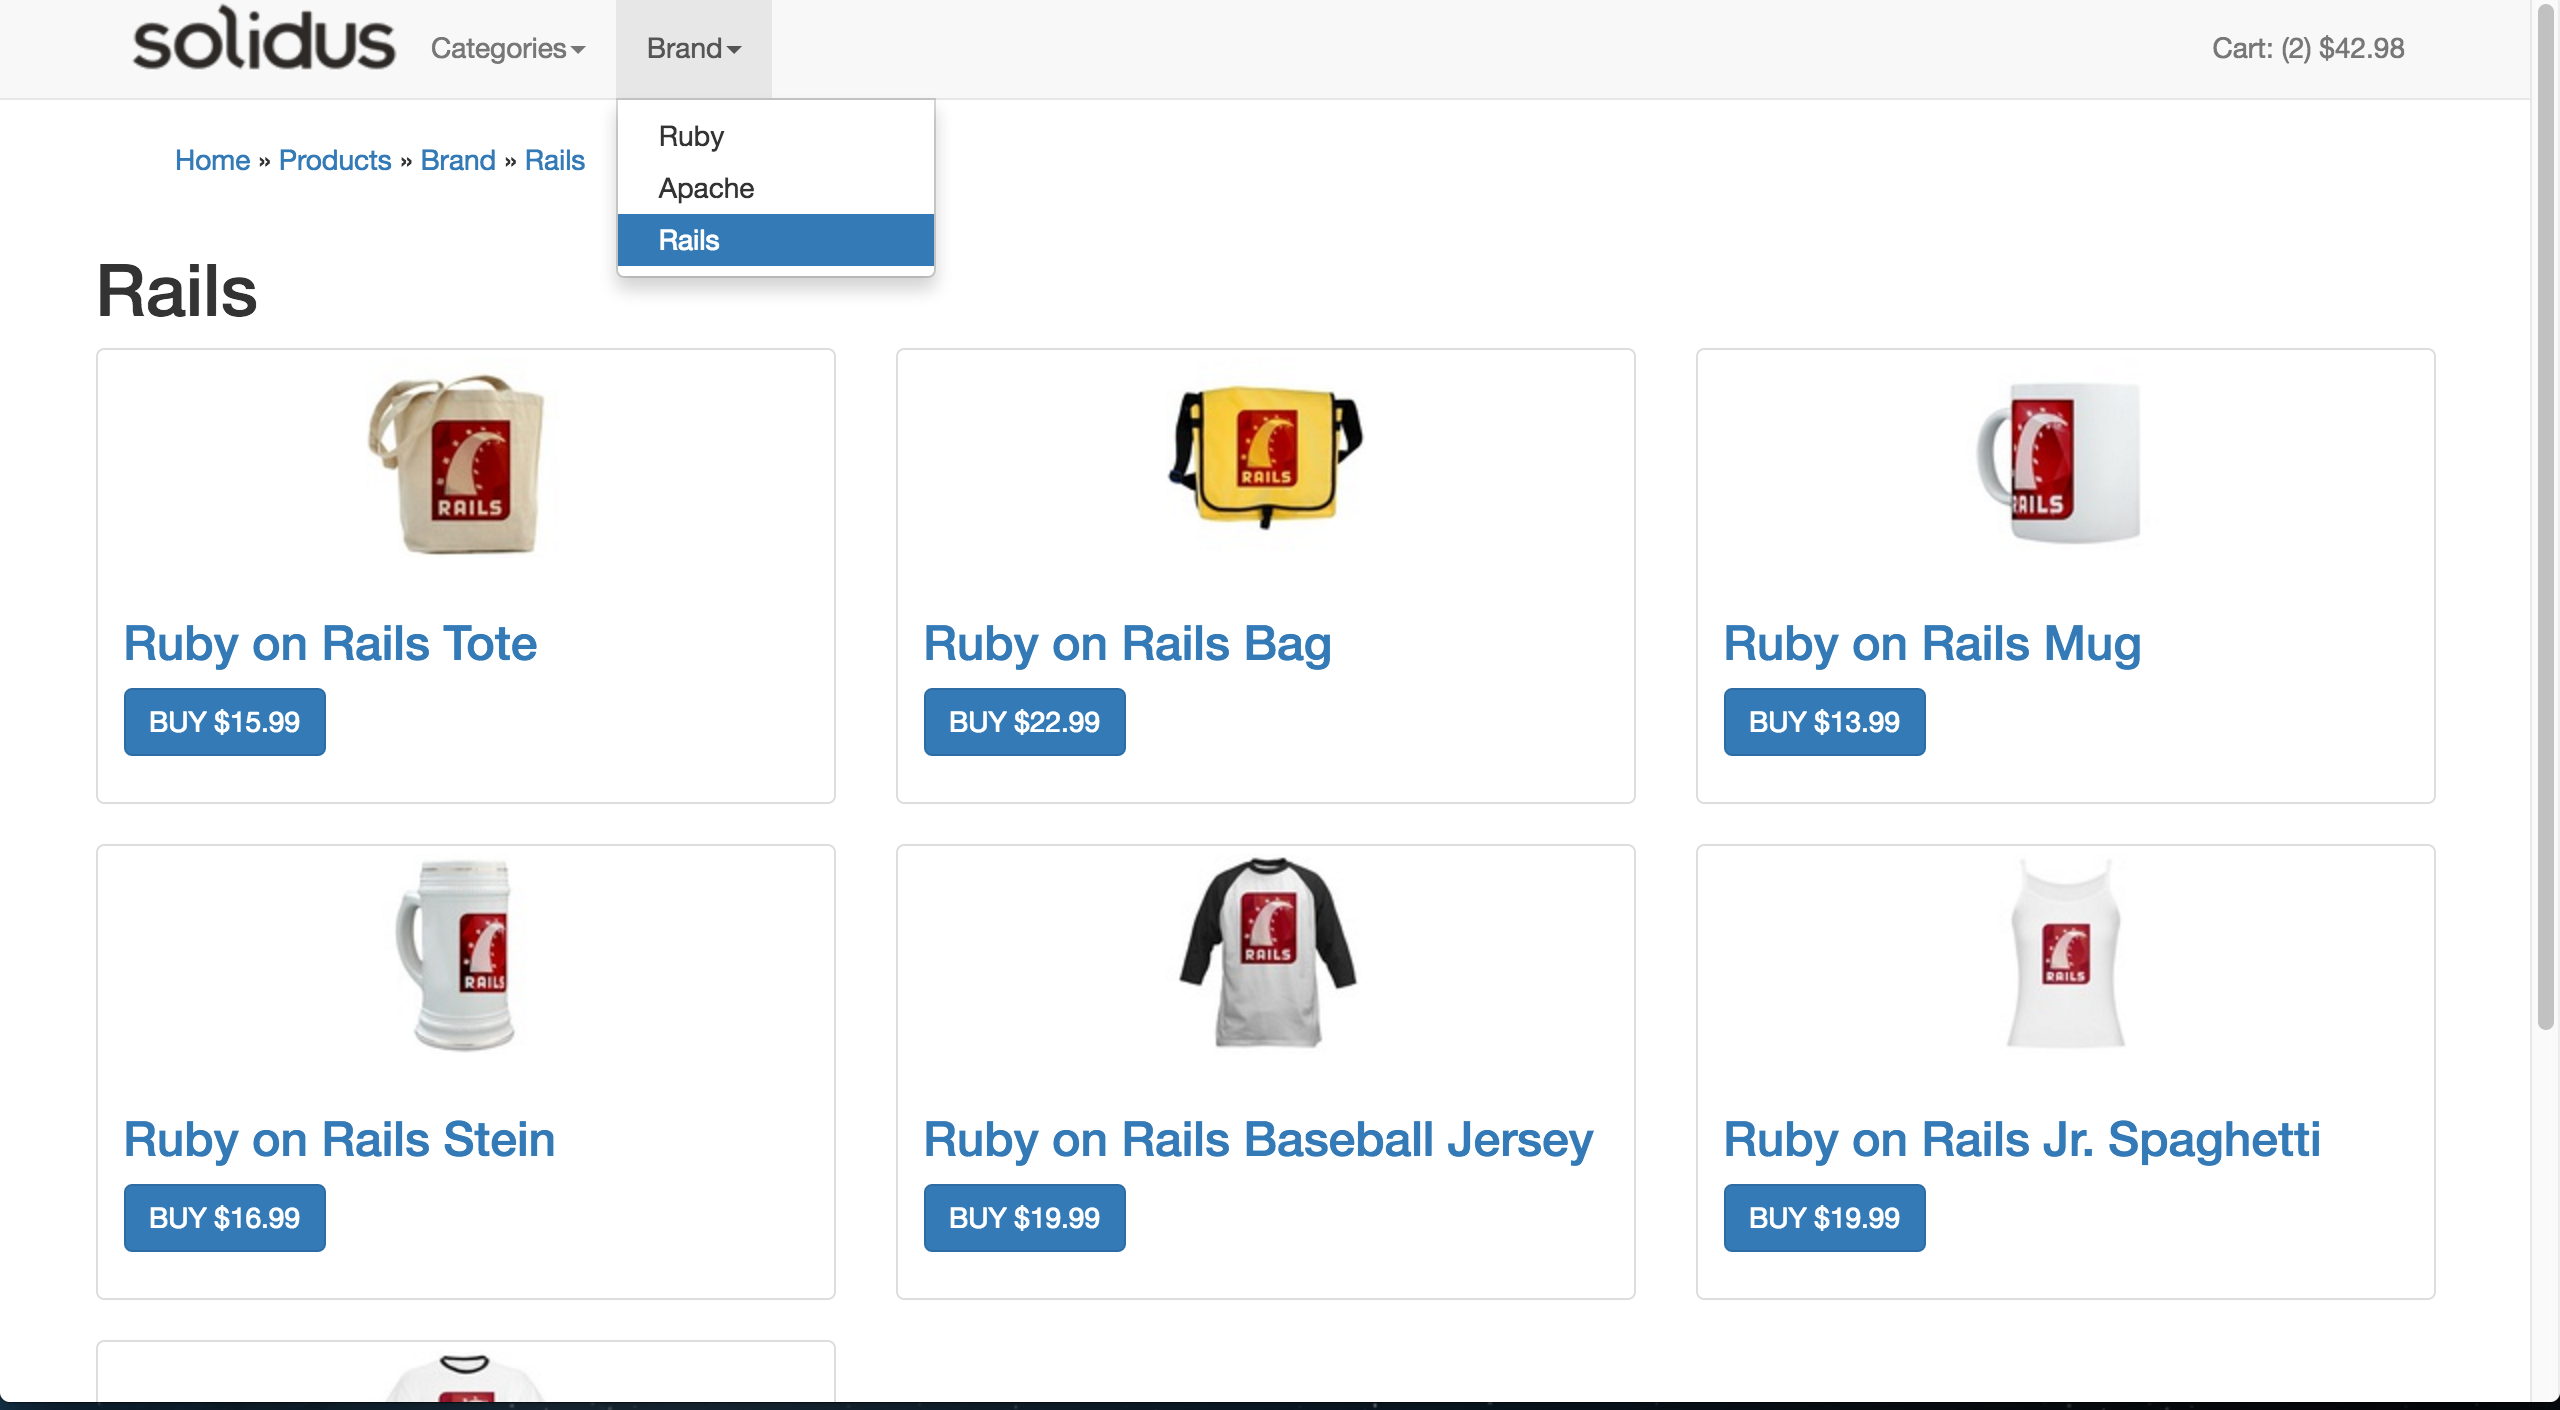 solidus Categories Brand Cart: (2) $42.98
Ruby
Apache
Rails
Home » Products » Brand » Rails
Rails
RAILS
RAILS
RAILS
Ruby on Rails Tote
Ruby on Rails Bag
Ruby on Rails Mug
BUY $15.99
BUY $22.99
BUY $13.99
RAILS
RAILS
RAILS
Ruby on Rails Stein
Ruby on Rails Baseball Jersey
Ruby on Rails Jr. Spaghetti
BUY $16.99
BUY $19.99
BUY $19.99